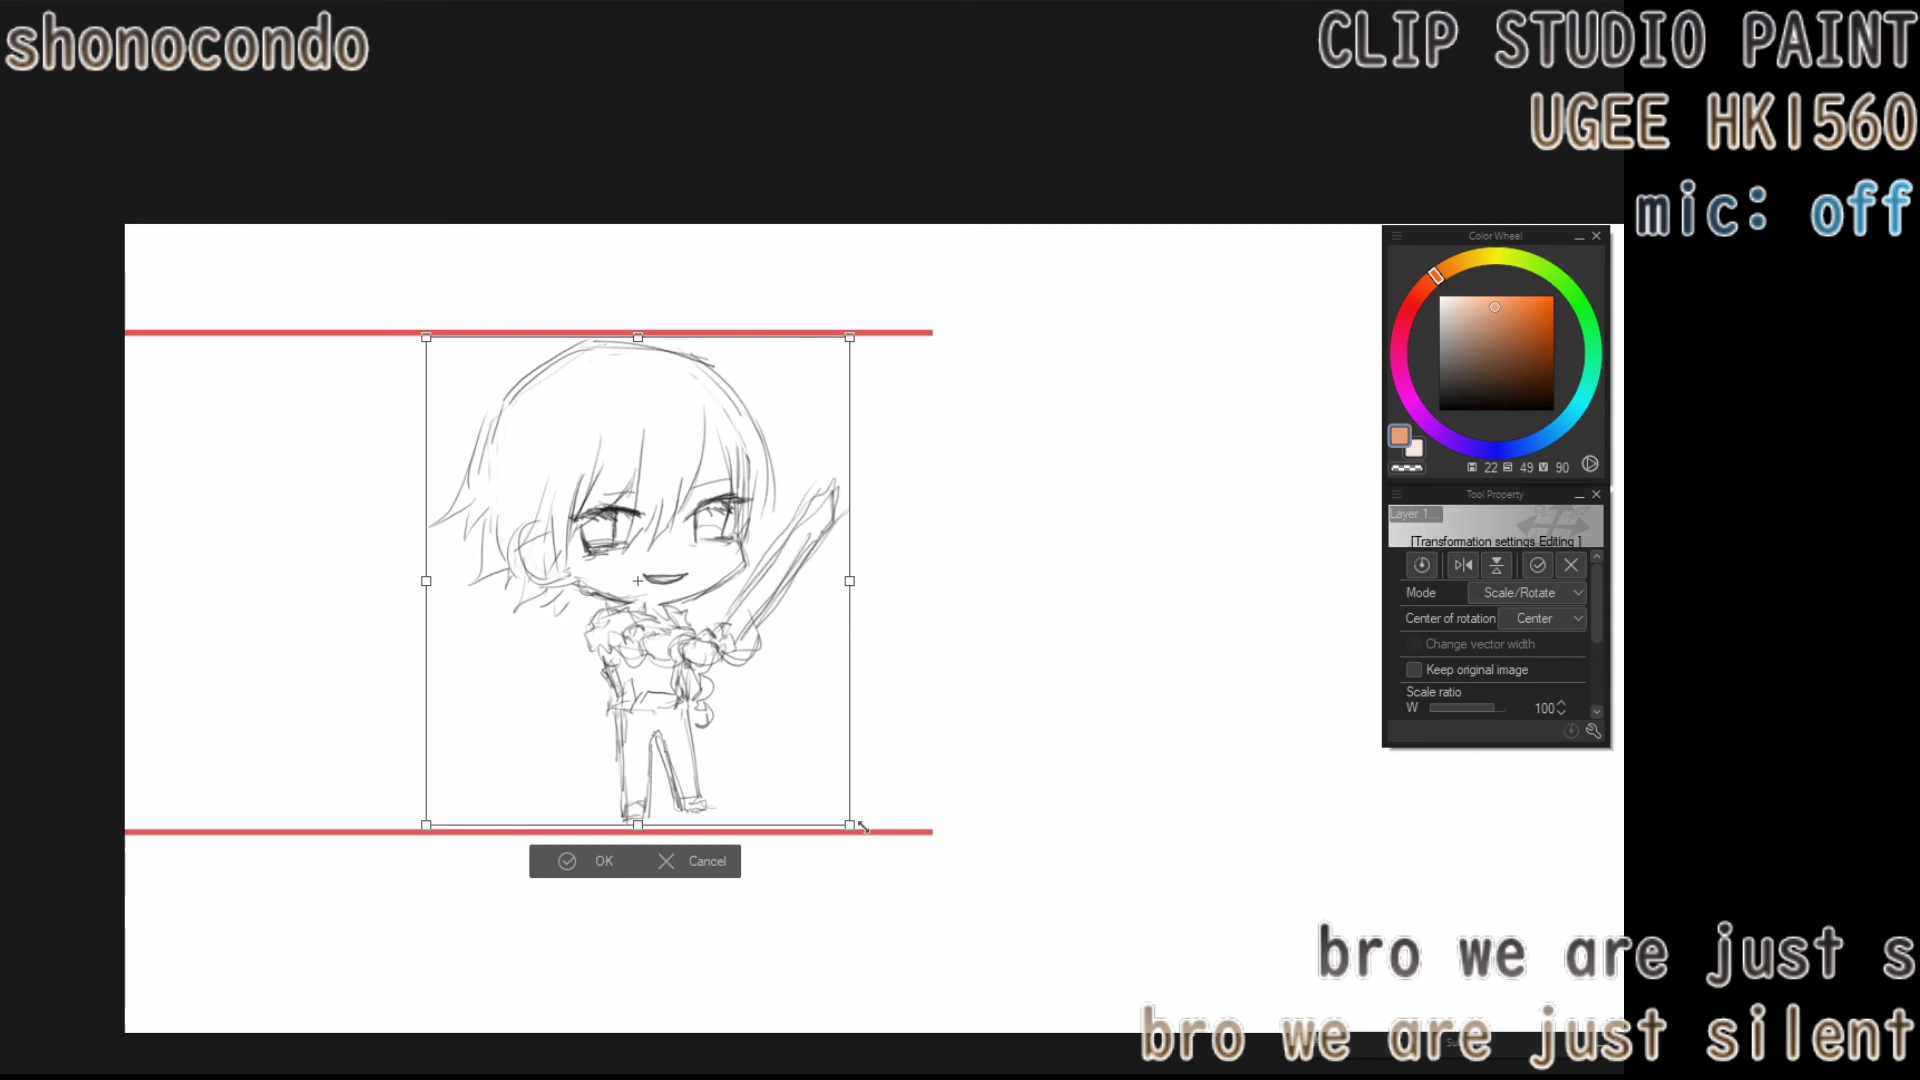 shonocondo
CLIP STUDIO PAINT
UGEE HK1560
mic: off
Color Wheel
H 22 S 49 V 90
Tool Property
Layer 1...
[Transformation settings Editing ]
Mode Scale/Rotate
Center of rotation Center
Change vector width
Keep original image
Scale ratio
W 100
OK Cancel
bro we are just s
bro we are just silent